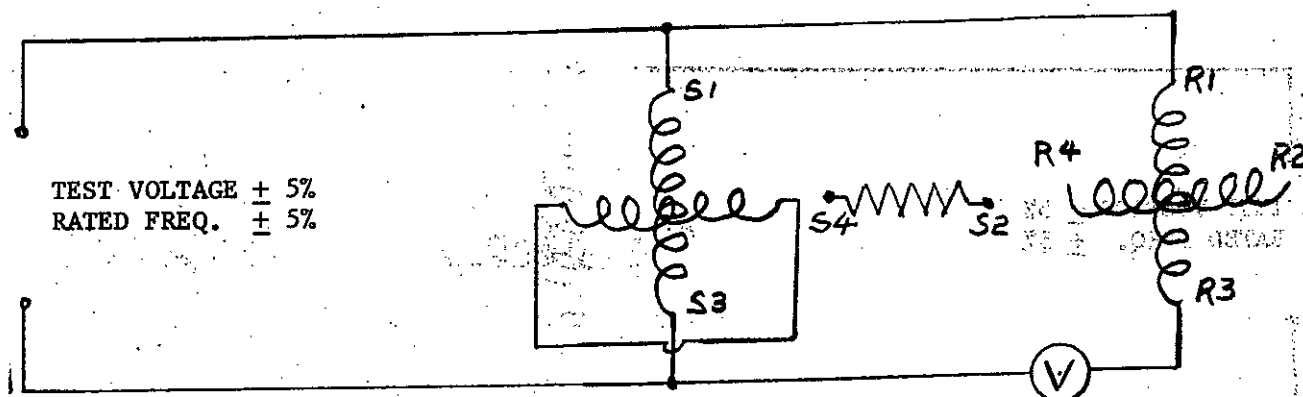 S1
R1
R4
R2
TEST VOLTAGE ± 5%
RATED FREQ. ± 5%
S4
S2
S3
R3
V